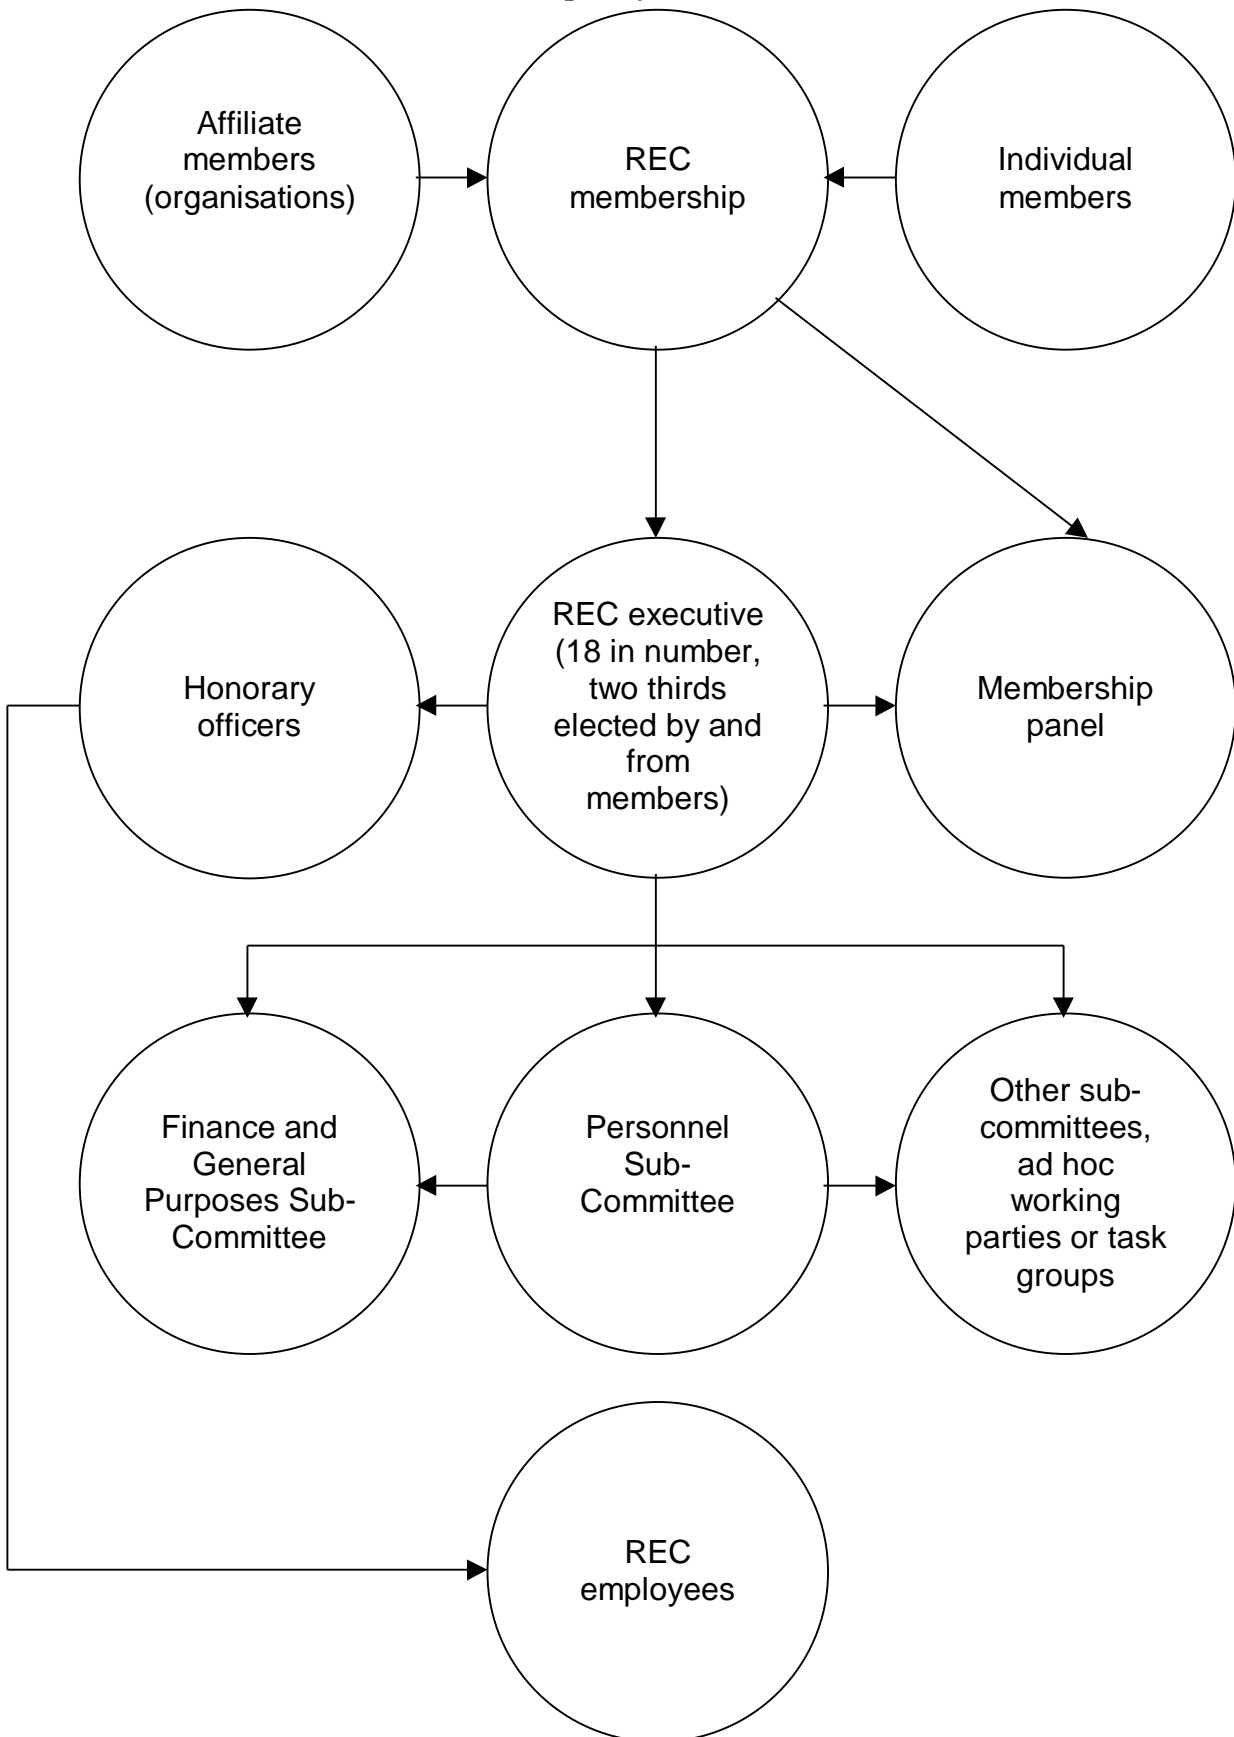 Affiliate
members
(organisations)
REC
membership
Individual
members
Honorary
officers
REC executive
(18 in number,
two thirds
elected by and
from
members)
Membership
panel
Finance and
General
Purposes Sub-
Committee
Personnel
Sub-
Committee
Other sub-
committees,
ad hoc
working
parties or task
groups
REC
employees